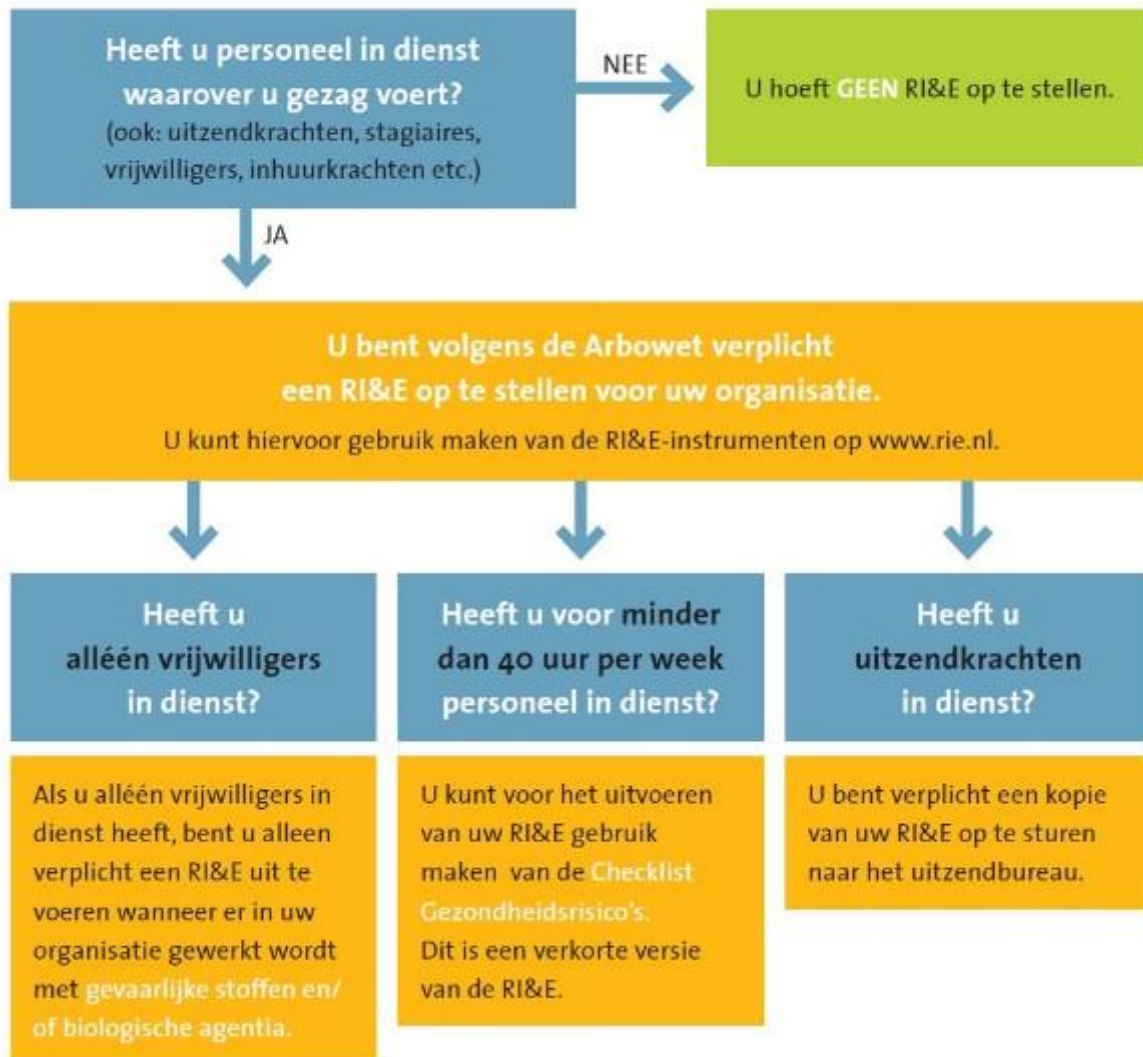 Heeft u personeel in dienst
waarover u gezag voert?
(ook: uitzendkrachten, stagiaires,
vrijwilligers, inhuurkrachten etc.)
NEE
U hoeft GEEN RI&E op te stellen.
JA
U bent volgens de Arbowet verplicht
een RI&E op te stellen voor uw organisatie.
U kunt hiervoor gebruik maken van de RI&E-instrumenten op www.rie.nl.
Heeft u
alléén vrijwilligers
in dienst?
Als u alléén vrijwilligers in
dienst heeft, bent u alleen
verplicht een RI&E uit te
voeren wanneer er in uw
organisatie gewerkt wordt
met gevaarlijke stoffen en/
of biologische agentia.
Heeft u voor minder
dan 40 uur per week
personeel in dienst?
U kunt voor het uitvoeren
van uw RI&E gebruik
maken van de Checklist
Gezondheidsrisico's.
Dit is een verkorte versie
van de RI&E.
Heeft u
uitzendkrachten
in dienst?
U bent verplicht een kopie
van uw RI&E op te sturen
naar het uitzendbureau.